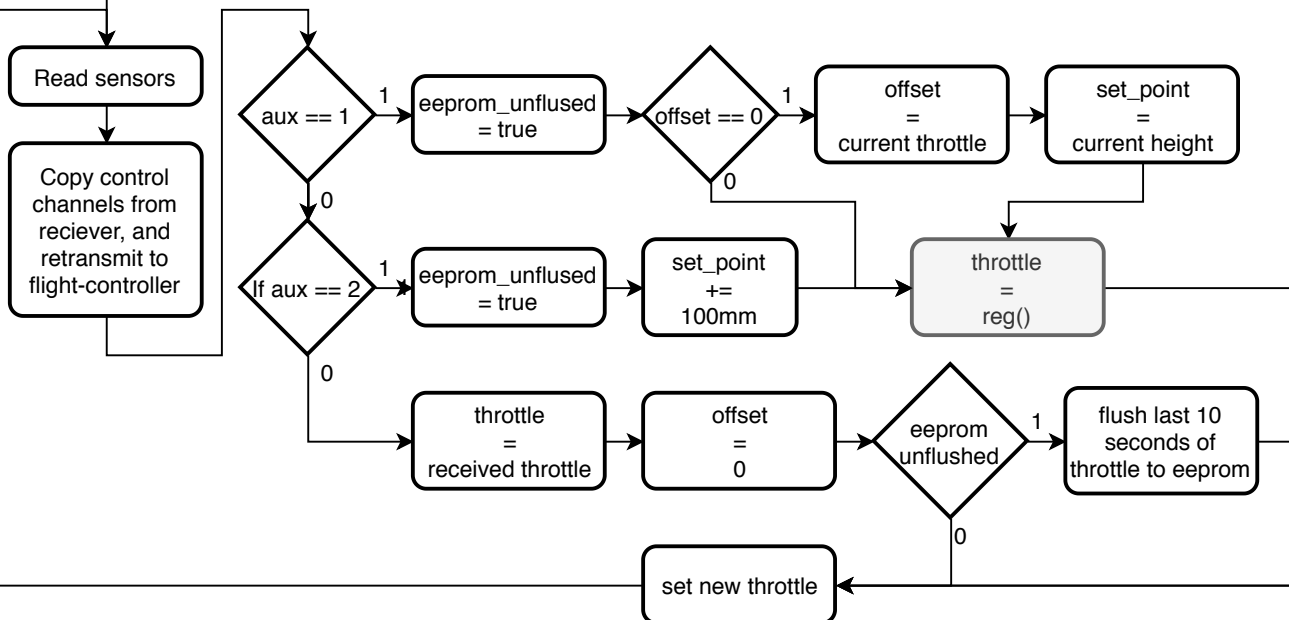 Read sensors
Copy control
channels from
reciever, and
retransmit to
flight-controller
aux == 1
1
0
eeprom_unflused
= true
offset == 0
1
0
offset
=
current throttle
set_point
=
current height
If aux == 2
1
0
eeprom_unflused
= true
set_point
+=
100mm
throttle
=
reg()
throttle
=
received throttle
offset
=
0
eeprom
unflushed
1
0
flush last 10
seconds of
throttle to eeprom
set new throttle